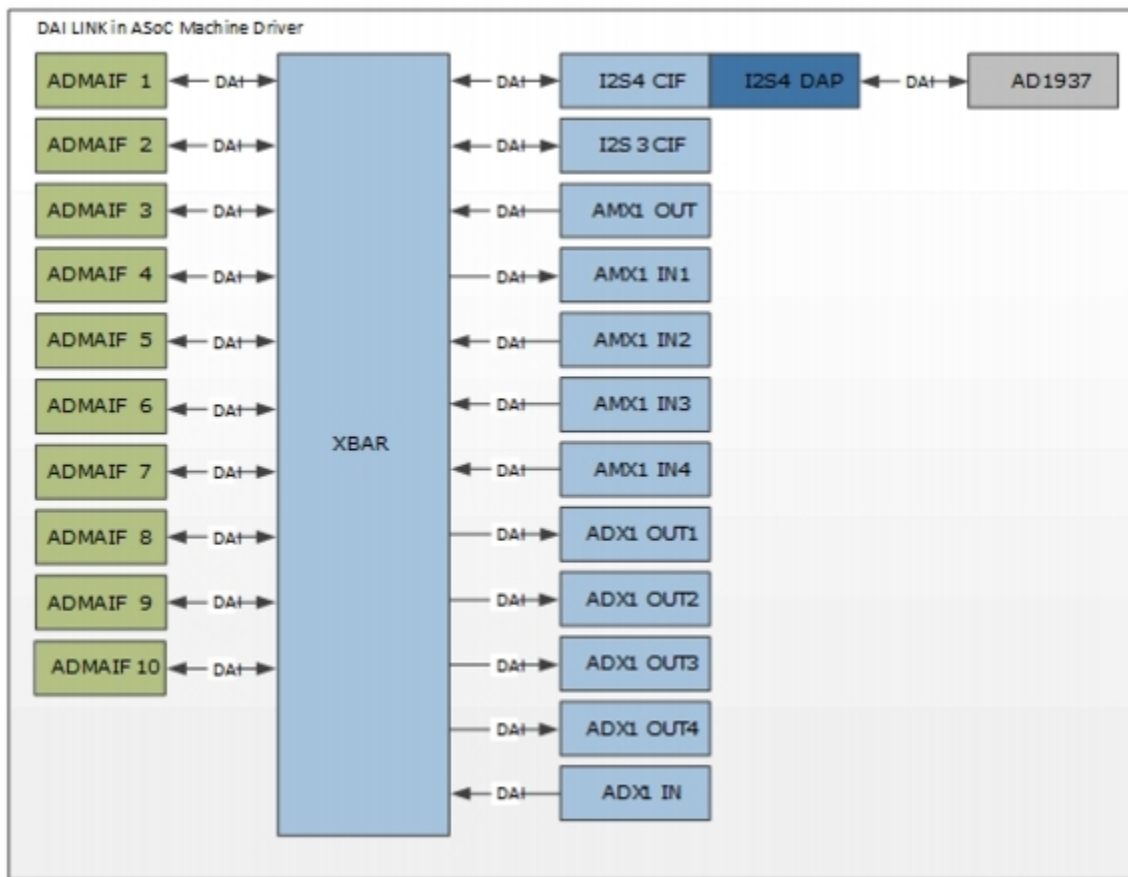 DAI LINK in ASoC Machine Driver
ADMAIF 1 DAI DAI I2S4 CIF I2S4 DAP DAI AD1937
ADMAIF 2 DAI DAI I2S 3 CIF
ADMAIF 3 DAI DAI AMX1 OUT
ADMAIF 4 DAI DAI AMX1 IN1
ADMAIF 5 DAI DAI AMX1 IN2
ADMAIF 6 DAI DAI AMX1 IN3
XBAR
ADMAIF 7 DAI DAI AMX1 IN4
ADMAIF 8 DAI DAI ADX1 OUT1
ADMAIF 9 DAI DAI ADX1 OUT2
ADMAIF 10 DAI DAI ADX1 OUT3
DAI ADX1 OUT4
DAI ADX1 IN